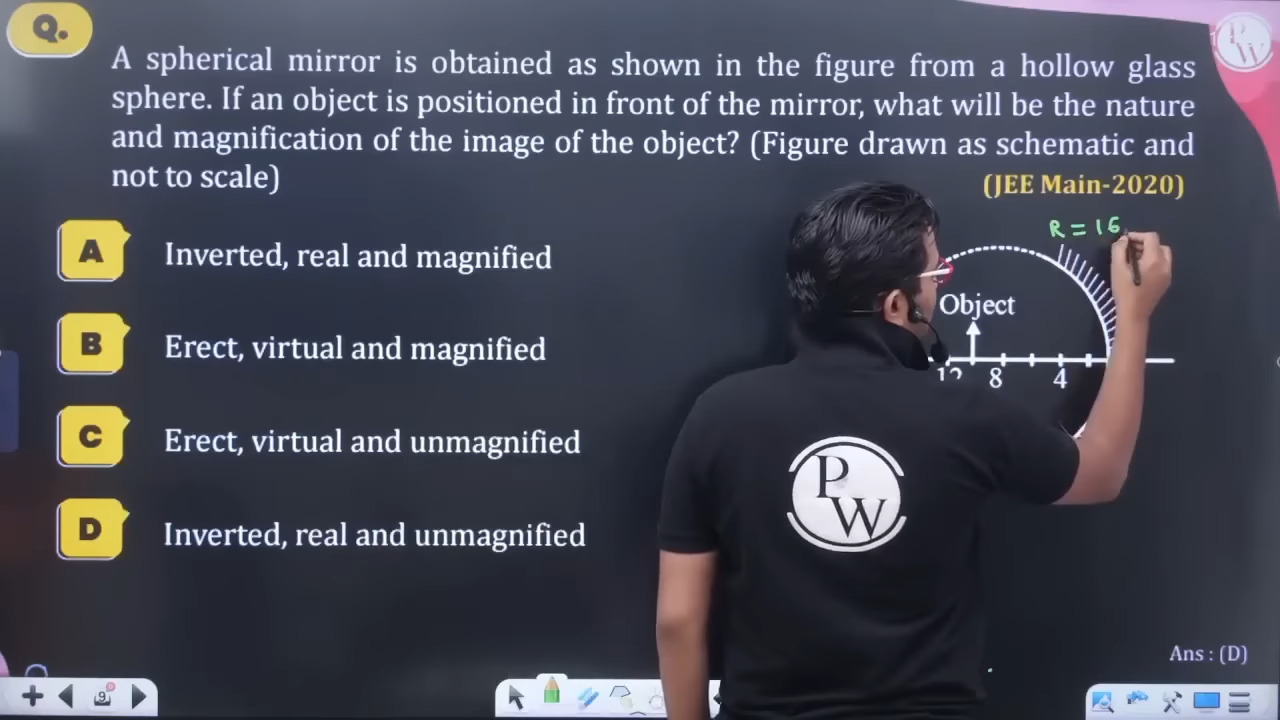 Q.
A spherical mirror is obtained as shown in the figure from a hollow glass
sphere. If an object is positioned in front of the mirror, what will be the nature
and magnification of the image of the object? (Figure drawn as schematic and
not to scale)
(JEE Main-2020)
A Inverted, real and magnified
B Erect, virtual and magnified
C Erect, virtual and unmagnified
D Inverted, real and unmagnified
R = 16
Object
12 8 4
PW
PW
Ans : (D)
9